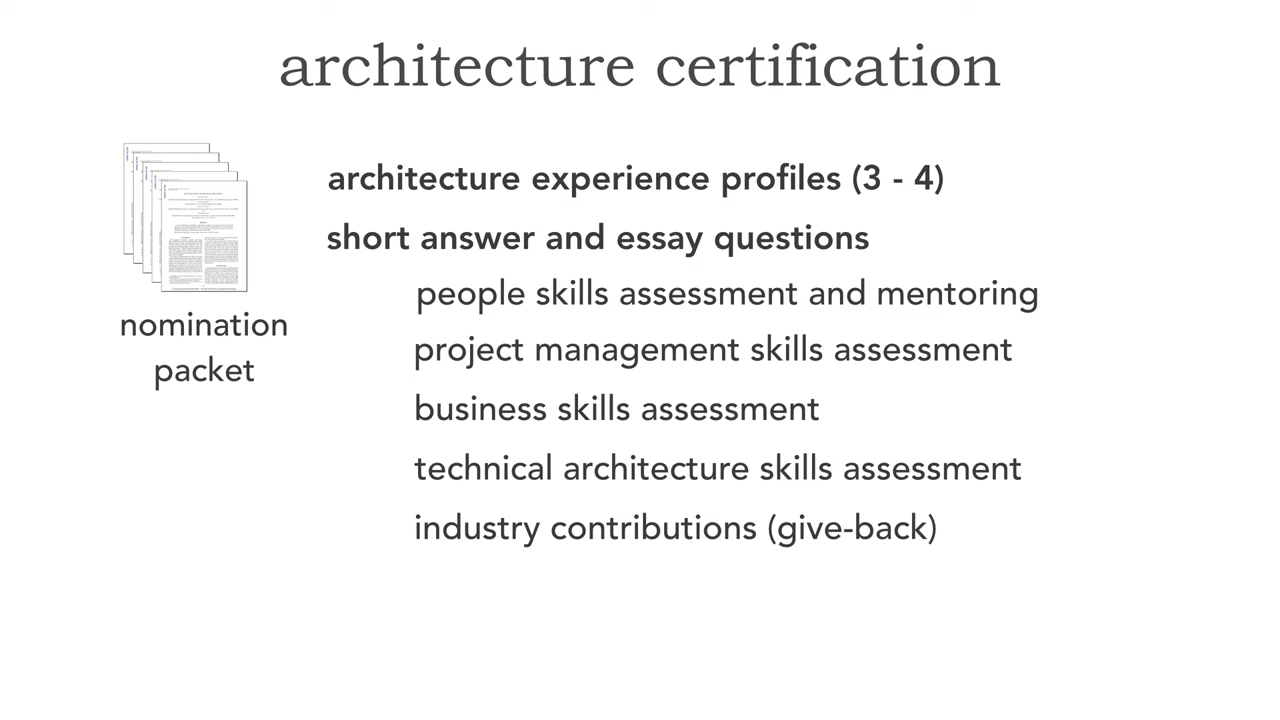 architecture certification
architecture experience profiles (3 - 4)
short answer and essay questions
people skills assessment and mentoring
project management skills assessment
business skills assessment
technical architecture skills assessment
industry contributions (give-back)
nomination
packet